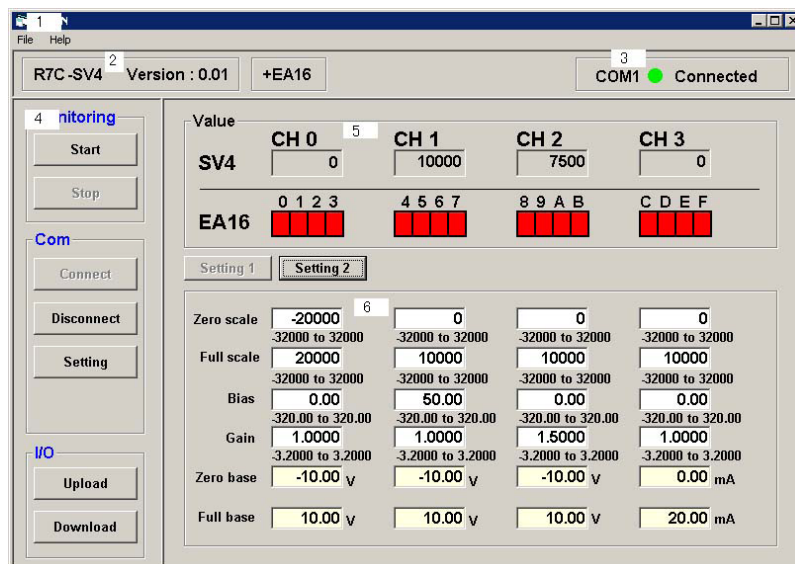 1
File Help
R7C-SV4 2 Version : 0.01 +EA16 3 COM1 Connected
4 nitoring
Start
Stop
Com
Connect
Disconnect
Setting
I/O
Upload
Download
Value 5
CH 0 CH 1 CH 2 CH 3
SV4 0 10000 7500 0
0 1 2 3 4 5 6 7 8 9 A B C D E F
EA16
Setting 1 Setting 2
6
Zero scale -20000 0 0 0
-32000 to 32000 -32000 to 32000 -32000 to 32000 -32000 to 32000
Full scale 20000 10000 10000 10000
-32000 to 32000 -32000 to 32000 -32000 to 32000 -32000 to 32000
Bias 0.00 50.00 0.00 0.00
-320.00 to 320.00 -320.00 to 320.00 -320.00 to 320.00 -320.00 to 320.00
Gain 1.0000 1.0000 1.5000 1.0000
-3.2000 to 3.2000 -3.2000 to 3.2000 -3.2000 to 3.2000 -3.2000 to 3.2000
Zero base -10.00 V -10.00 V -10.00 V 0.00 mA
Full base 10.00 V 10.00 V 10.00 V 20.00 mA